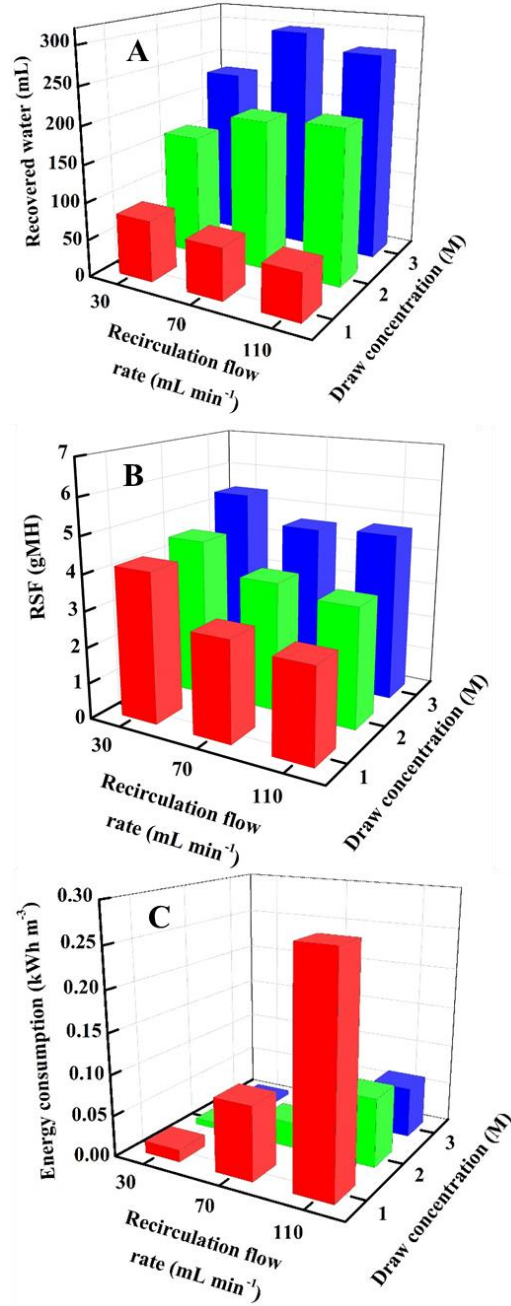 A
300
250
200
150
100
50
0
Recovered water (mL)
30
70
110
Recirculation flow
rate (mL min⁻¹)
1
2
3
Draw concentration (M)
B
7
6
5
4
3
2
1
0
RSF (gMH)
30
70
110
Recirculation flow
rate (mL min⁻¹)
1
2
3
Draw concentration (M)
C
0.30
0.25
0.20
0.15
0.10
0.05
0.00
Energy consumption (kWh m⁻³)
30
70
110
Recirculation flow
rate (mL min⁻¹)
1
2
3
Draw concentration (M)